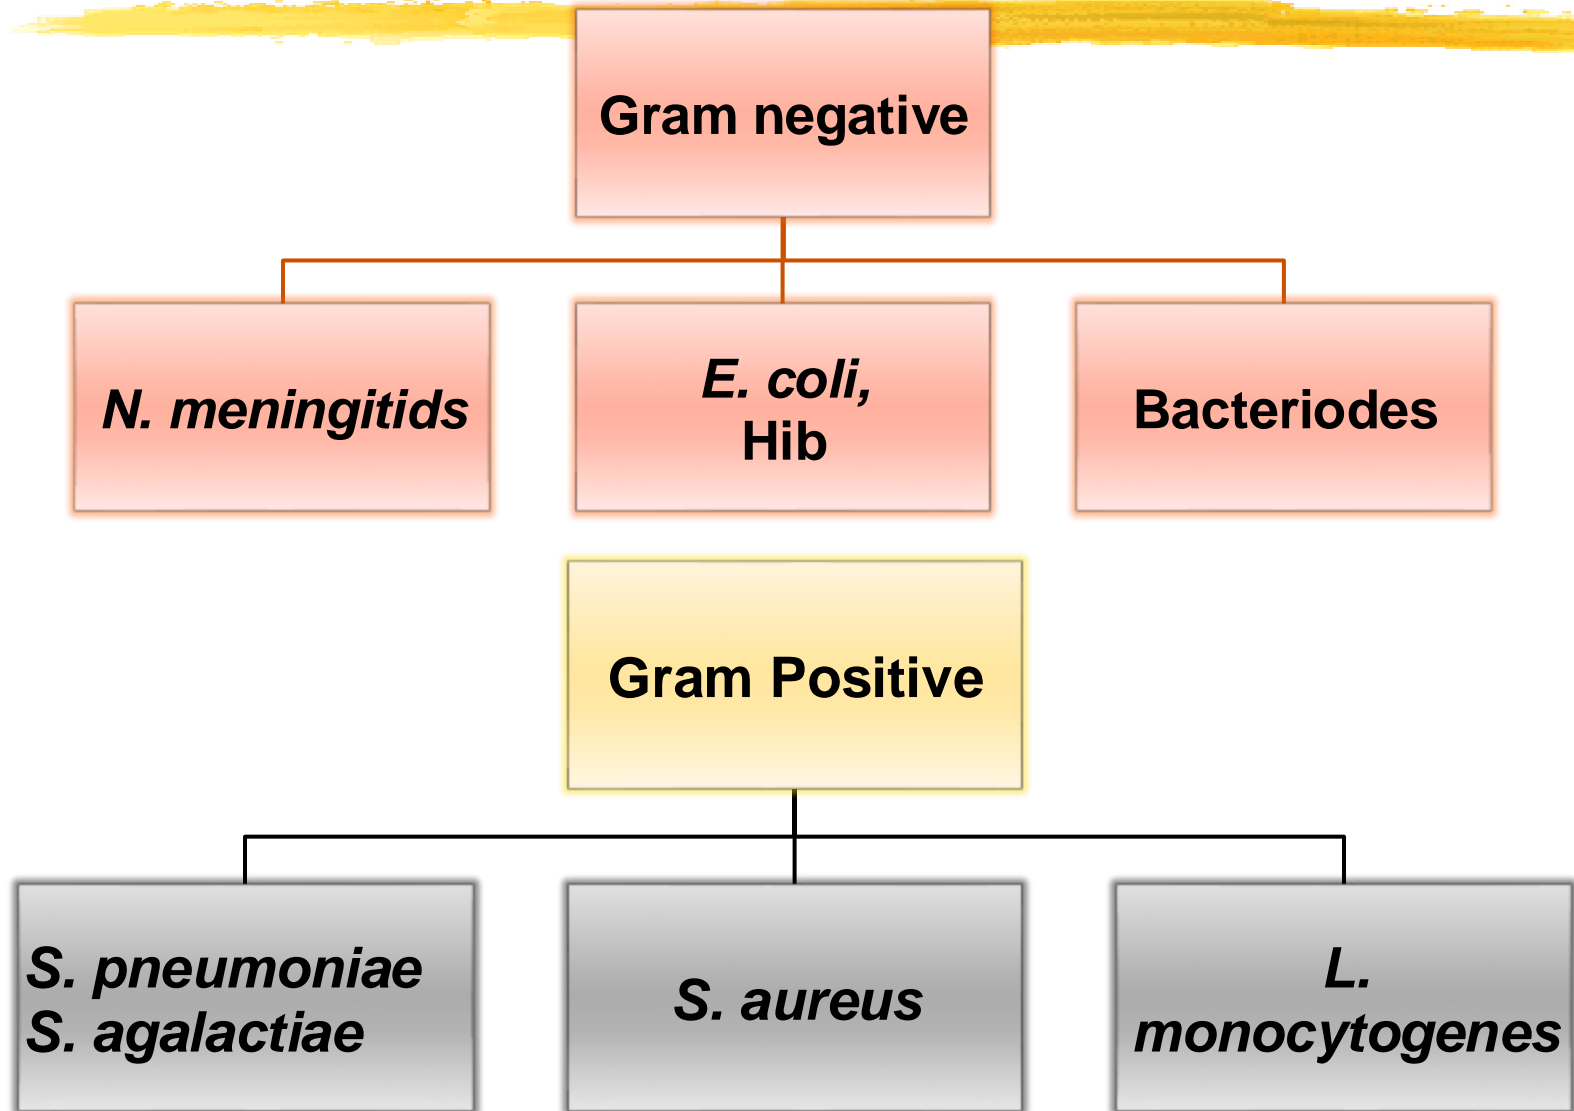 Gram negative
N. meningitids
E. coli,
Hib
Bacteriodes
Gram Positive
S. pneumoniae
S. agalactiae
S. aureus
L.
monocytogenes